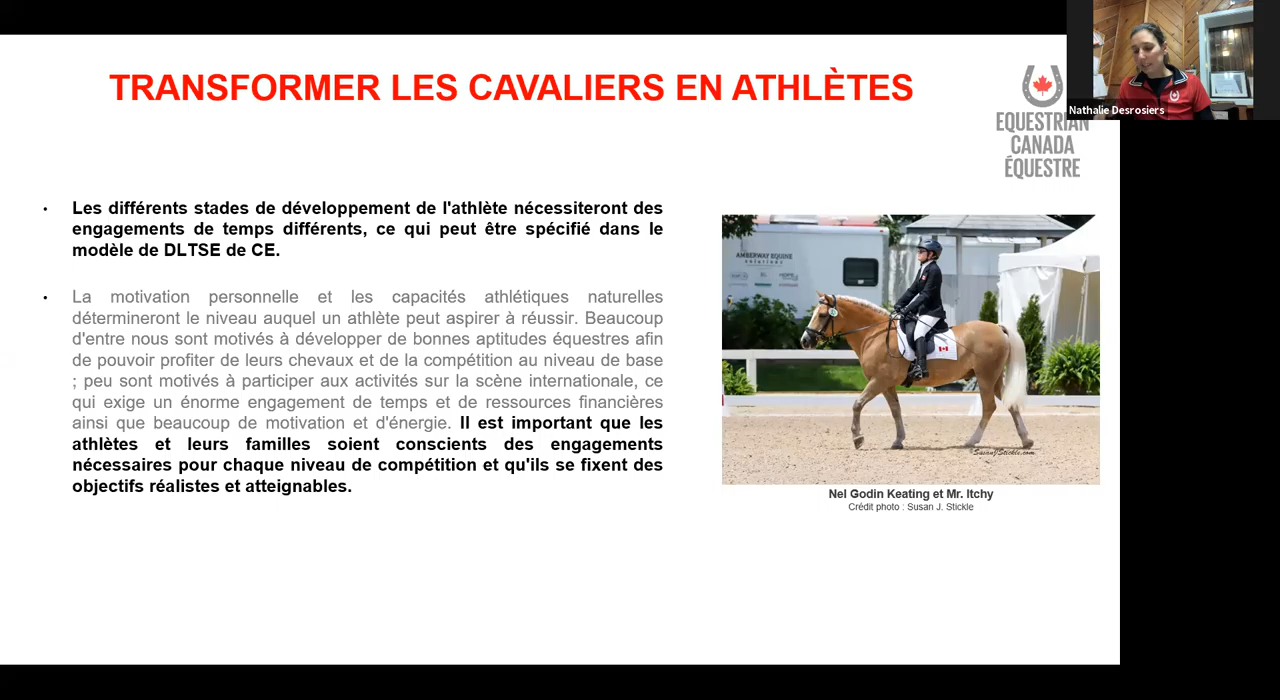 TRANSFORMER LES CAVALIERS EN ATHLÈTES
EQUESTRIAN
CANADA
ÉQUESTRE
Nathalie Desrosiers
• Les différents stades de développement de l'athlète nécessiteront des
engagements de temps différents, ce qui peut être spécifié dans le
modèle de DLTSE de CE.
• La motivation personnelle et les capacités athlétiques naturelles
détermineront le niveau auquel un athlète peut aspirer à réussir. Beaucoup
d'entre nous sont motivés à développer de bonnes aptitudes équestres afin
de pouvoir profiter de leurs chevaux et de la compétition au niveau de base
; peu sont motivés à participer aux activités sur la scène internationale, ce
qui exige un énorme engagement de temps et de ressources financières
ainsi que beaucoup de motivation et d'énergie. Il est important que les
athlètes et leurs familles soient conscients des engagements
nécessaires pour chaque niveau de compétition et qu'ils se fixent des
objectifs réalistes et atteignables.
AMBERWAY EQUINE
SOLUTIONS
©SusanJStickle.com
Nel Godin Keating et Mr. Itchy
Crédit photo : Susan J. Stickle